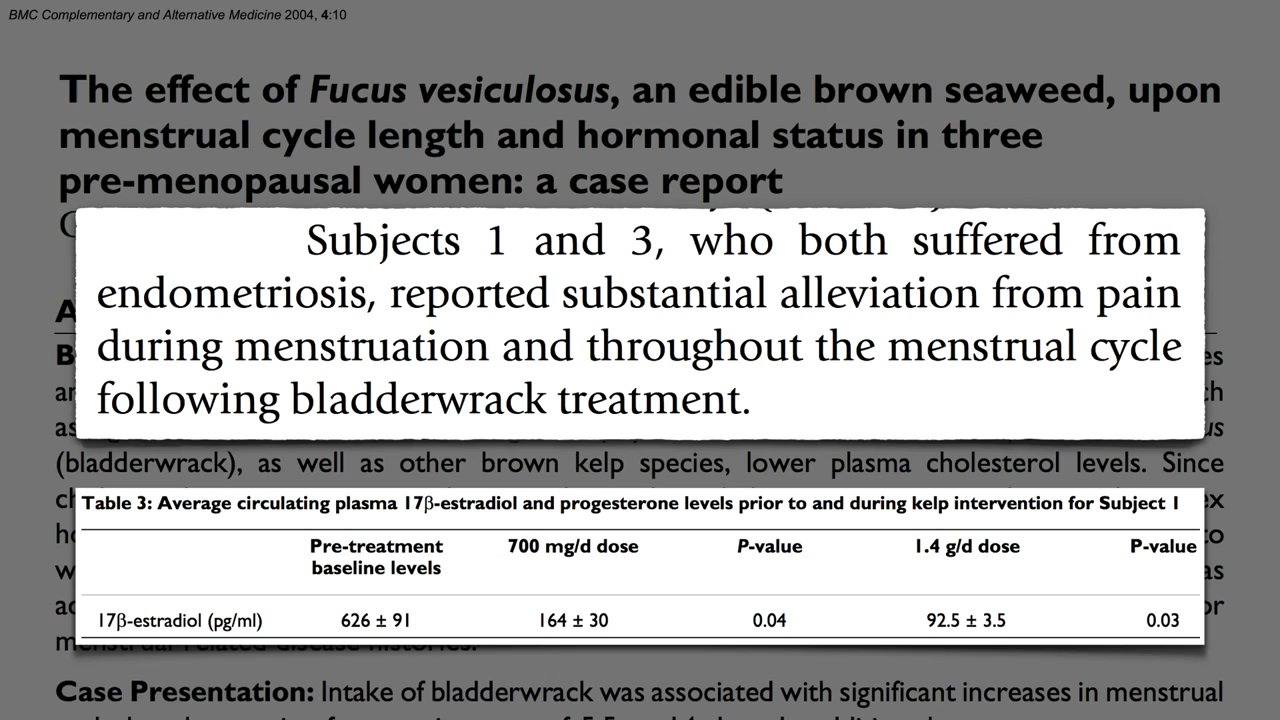 BMC Complementary and Alternative Medicine 2004, 4:10
The effect of Fucus vesiculosus, an edible brown seaweed, upon
menstrual cycle length and hormonal status in three
pre-menopausal women: a case report
Subjects 1 and 3, who both suffered from
endometriosis, reported substantial alleviation from pain
during menstruation and throughout the menstrual cycle
following bladderwrack treatment.
(bladderwrack), as well as other brown kelp species, lower plasma cholesterol levels. Since
Table 3: Average circulating plasma 17β-estradiol and progesterone levels prior to and during kelp intervention for Subject 1
Pre-treatment baseline levels 700 mg/d dose P-value 1.4 g/d dose P-value
17β-estradiol (pg/ml) 626 ± 91 164 ± 30 0.04 92.5 ± 3.5 0.03
Case Presentation: Intake of bladderwrack was associated with significant increases in menstrual